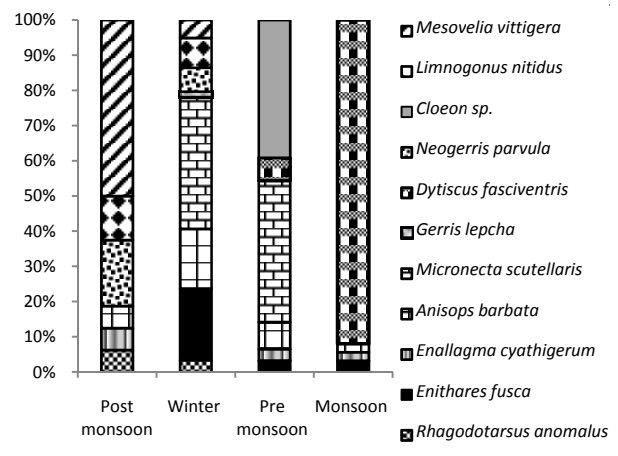 100%
90%
80%
70%
60%
50%
40%
30%
20%
10%
0%
Post monsoon
Winter
Pre monsoon
Monsoon
Mesovelia vittigera
Limnogonus nitidus
Cloeon sp.
Neogerris parvula
Dytiscus fasciventris
Gerris lepcha
Micronecta scutellaris
Anisops barbata
Enallagma cyathigerum
Enithares fusca
Rhagodotarsus anomalus